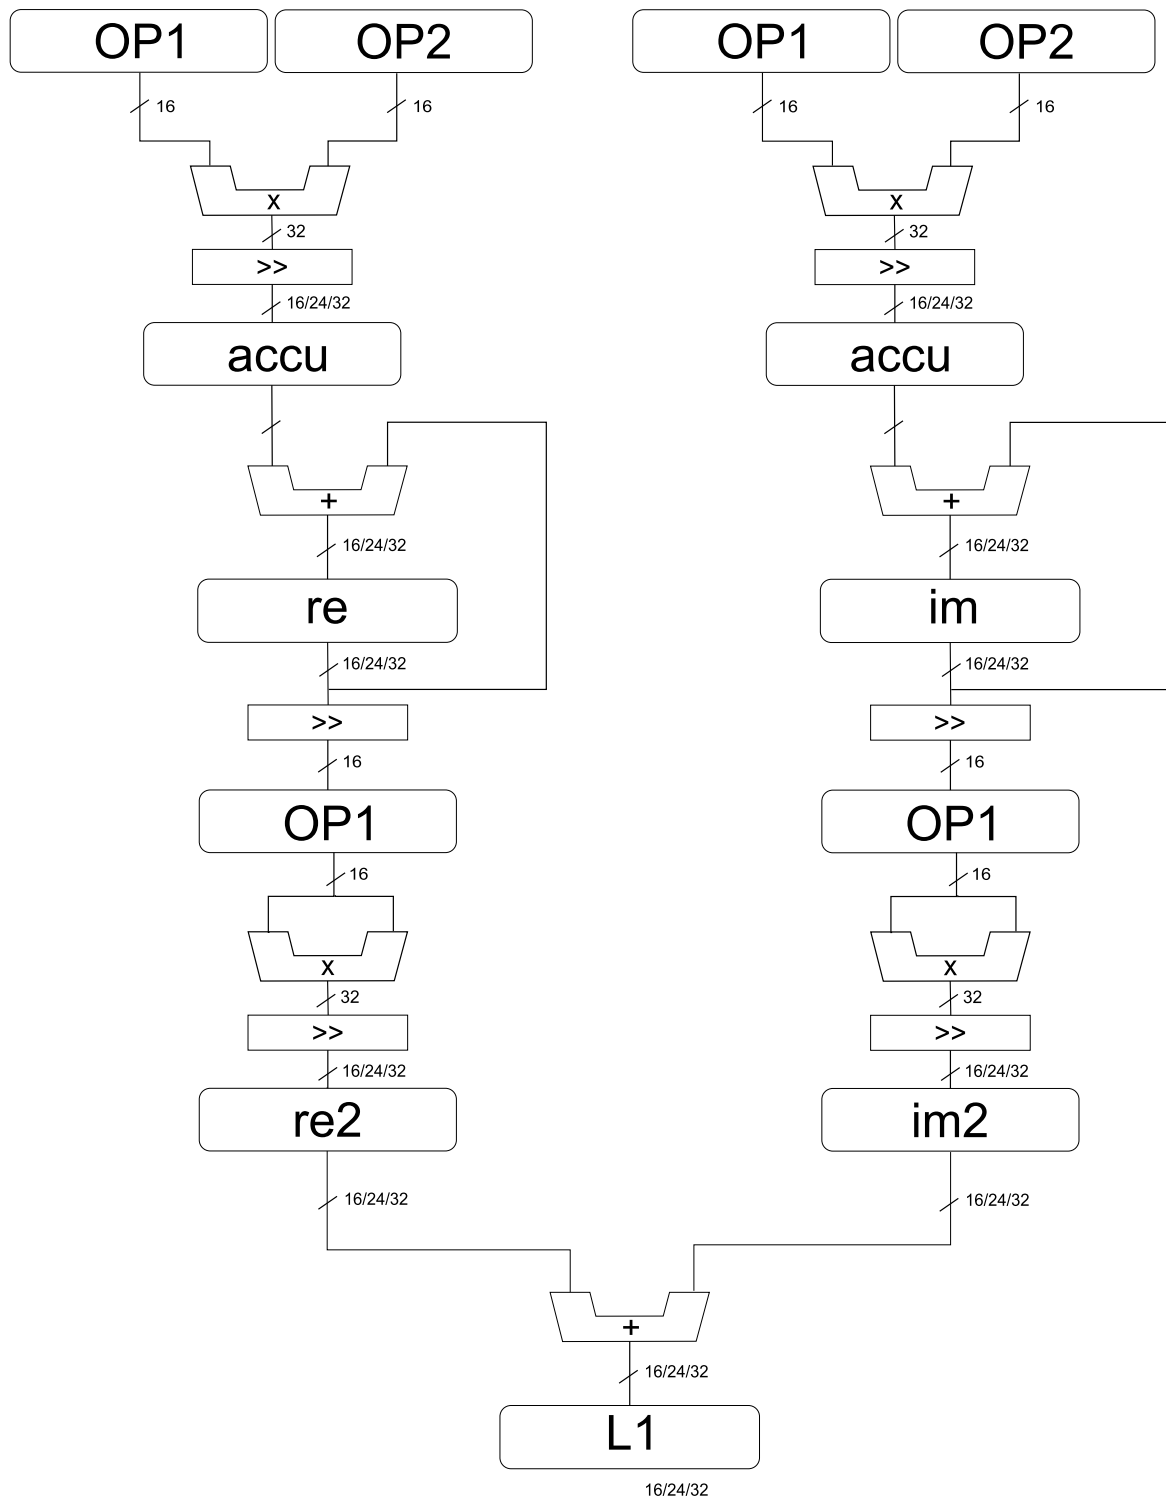 OP1 OP2 OP1 OP2
16 16 16 16
x x
32 32
>> >>
16/24/32 16/24/32
accu accu
+ +
16/24/32 16/24/32
re im
16/24/32 16/24/32
>> >>
16 16
OP1 OP1
16 16
x x
32 32
>> >>
16/24/32 16/24/32
re2 im2
16/24/32 16/24/32
+
16/24/32
L1
16/24/32